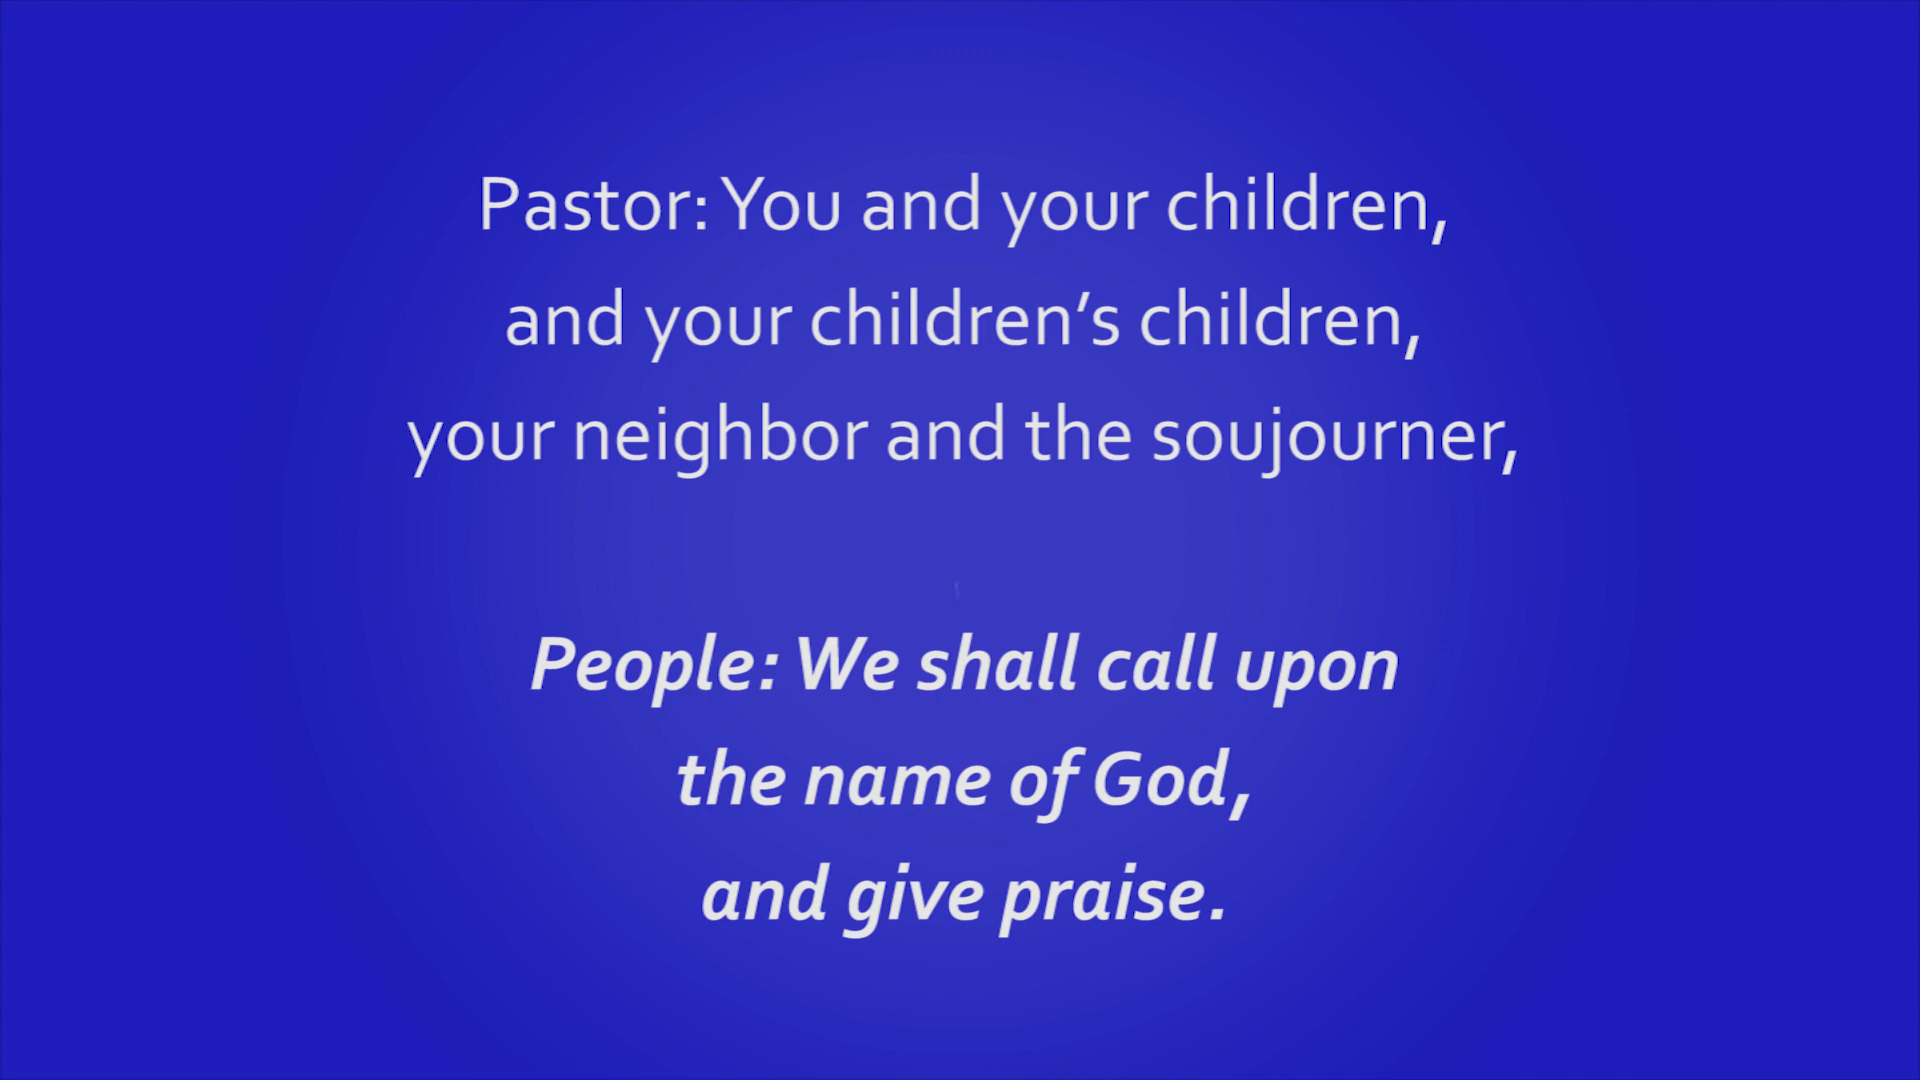 Pastor: You and your children,
and your children’s children,
your neighbor and the soujourner,
People: We shall call upon
the name of God,
and give praise.